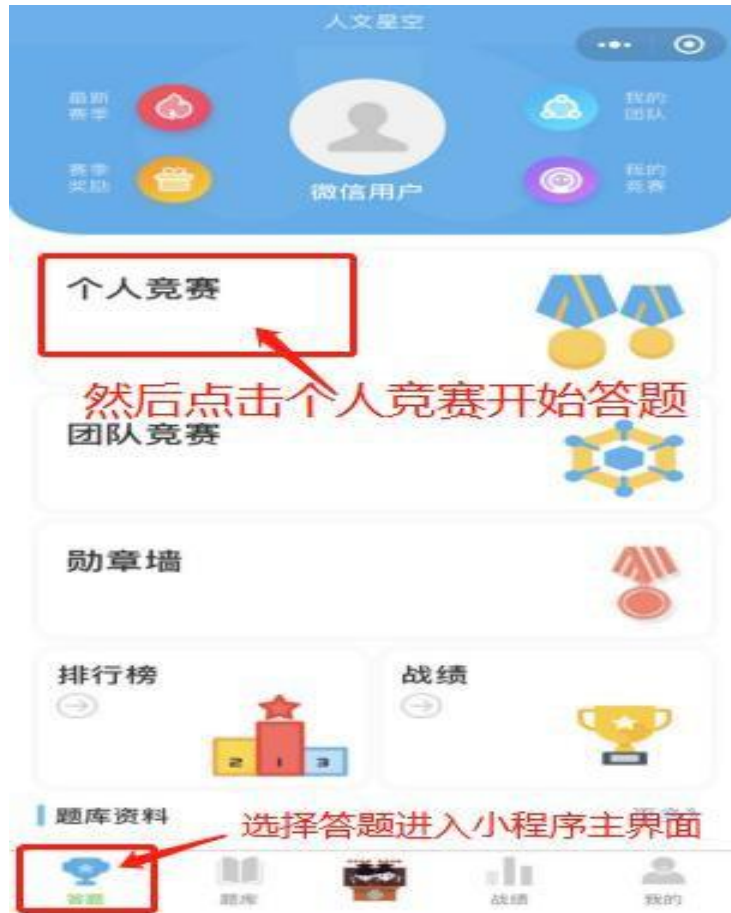 人文星空
最新
赛季
我的
团队
赛季
奖励
我的
竞赛
微信用户
个人竞赛
然后点击个人竞赛开始答题
团队竞赛
勋章墙
排行榜
战绩
2 1 3
题库资料
选择答题进入小程序主界面
答题
题库
战绩
我的